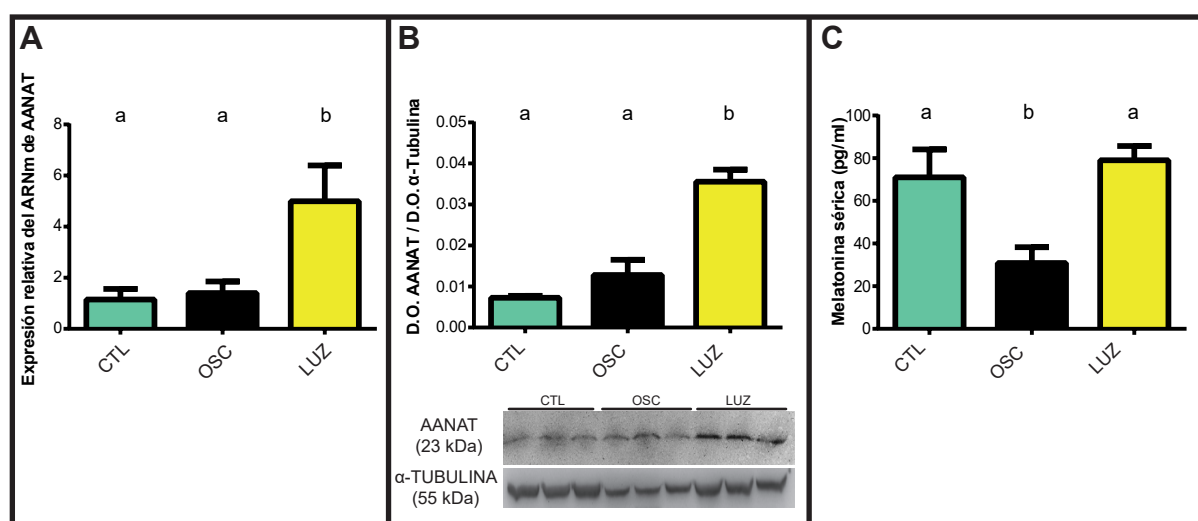 A
Expresión relativa del ARNm de AANAT
8
6
4
2
0
a
a
b
CTL
OSC
LUZ
B
D.O. AANAT / D.O. α-Tubulina
0.05
0.04
0.03
0.02
0.01
0.00
a
a
b
CTL
OSC
LUZ
CTL
OSC
LUZ
AANAT
(23 kDa)
α-TUBULINA
(55 kDa)
C
Melatonina sérica (pg/ml)
100
80
60
40
20
0
a
b
a
CTL
OSC
LUZ